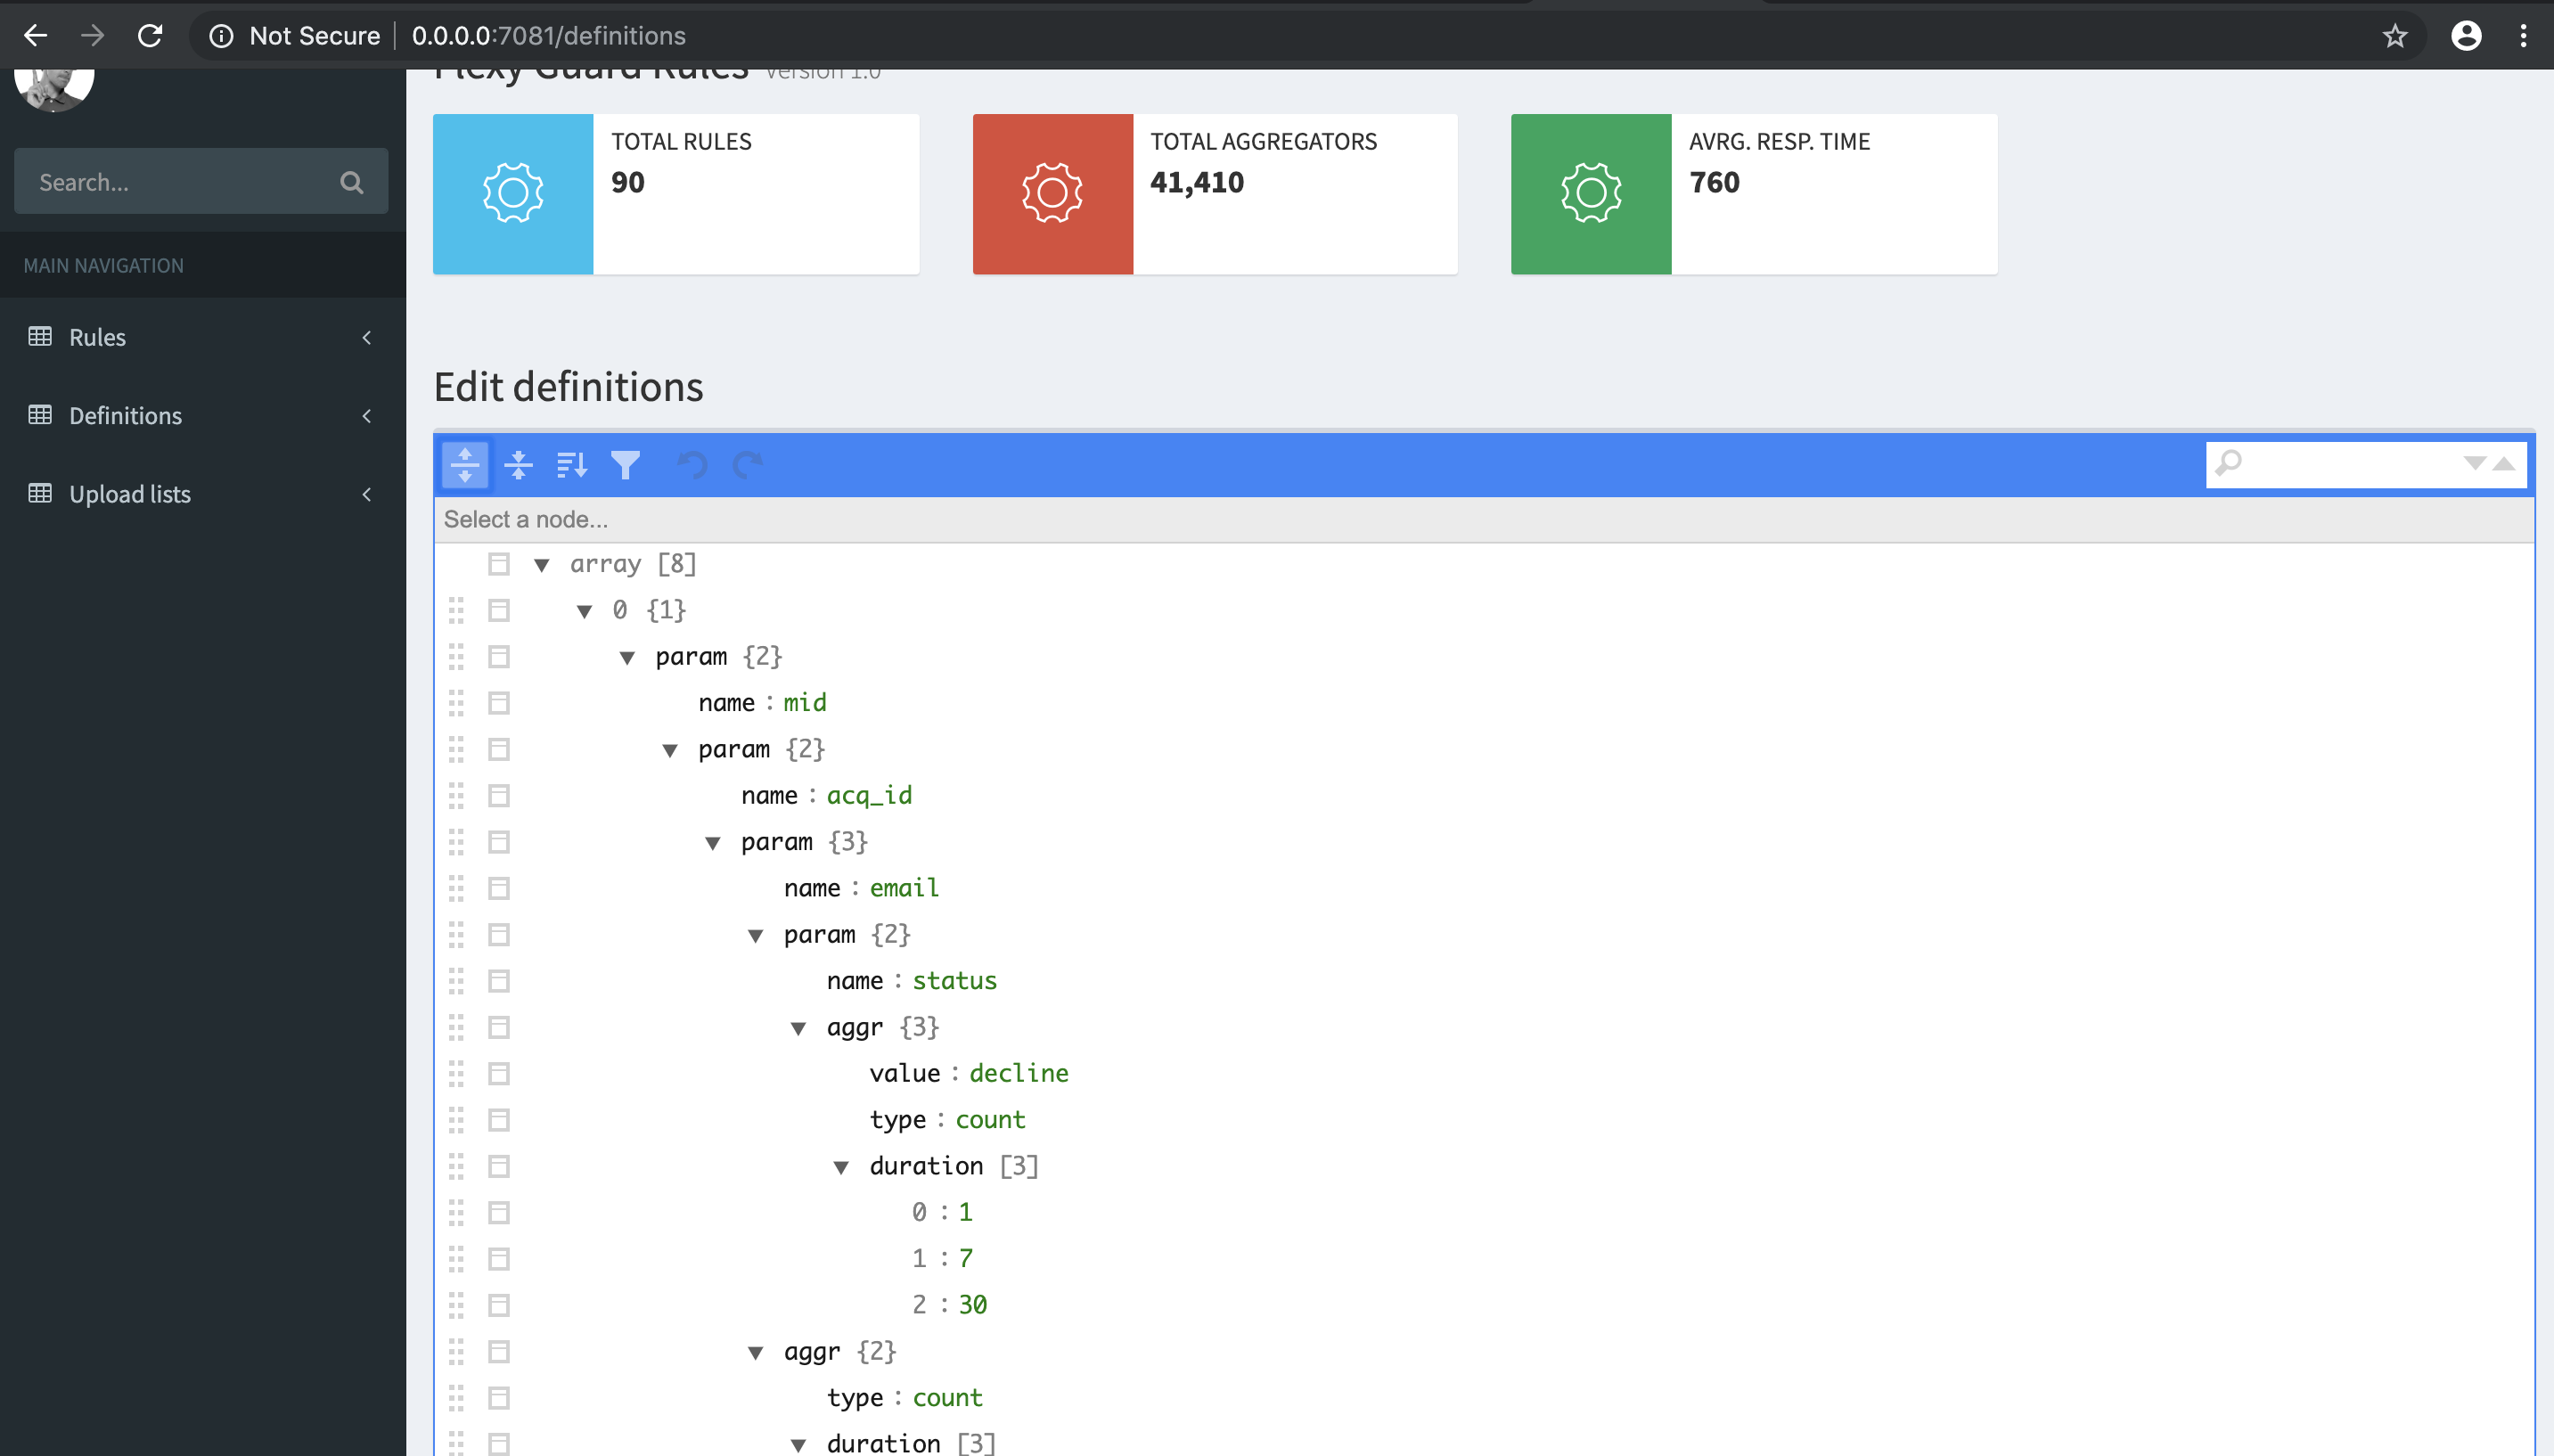 Not Secure 0.0.0.0:7081/definitions
Flexy Guard Rules Version 1.0
Search...
MAIN NAVIGATION
Rules
Definitions
Upload lists
TOTAL RULES
90
TOTAL AGGREGATORS
41,410
AVRG. RESP. TIME
760
Edit definitions
Select a node...
array [8]
0 {1}
param {2}
name : mid
param {2}
name : acq_id
param {3}
name : email
param {2}
name : status
aggr {3}
value : decline
type : count
duration [3]
0 : 1
1 : 7
2 : 30
aggr {2}
type : count
duration [3]